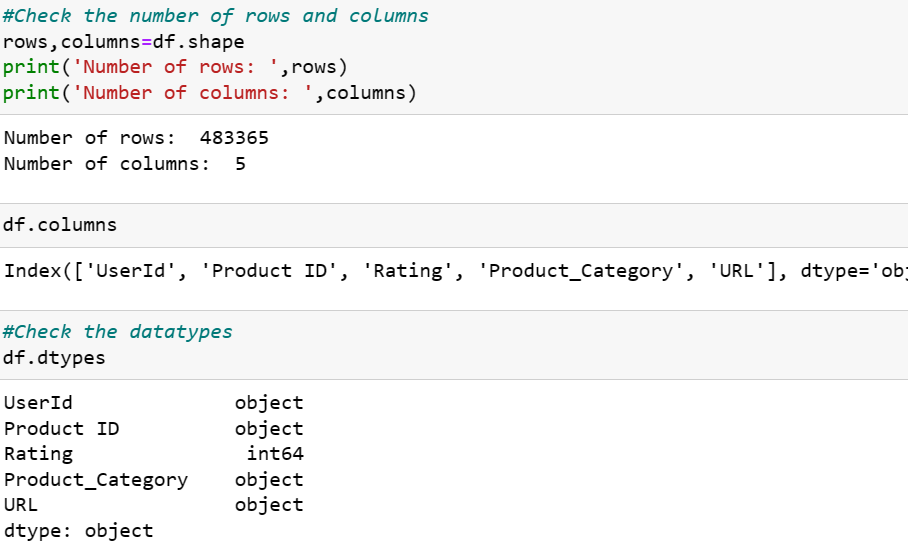 #Check the number of rows and columns
rows,columns=df.shape
print('Number of rows: ',rows)
print('Number of columns: ',columns)
Number of rows:  483365
Number of columns:  5
df.columns
Index(['UserId', 'Product ID', 'Rating', 'Product_Category', 'URL'], dtype='obj
#Check the datatypes
df.dtypes
UserId              object
Product ID          object
Rating               int64
Product_Category    object
URL                 object
dtype: object